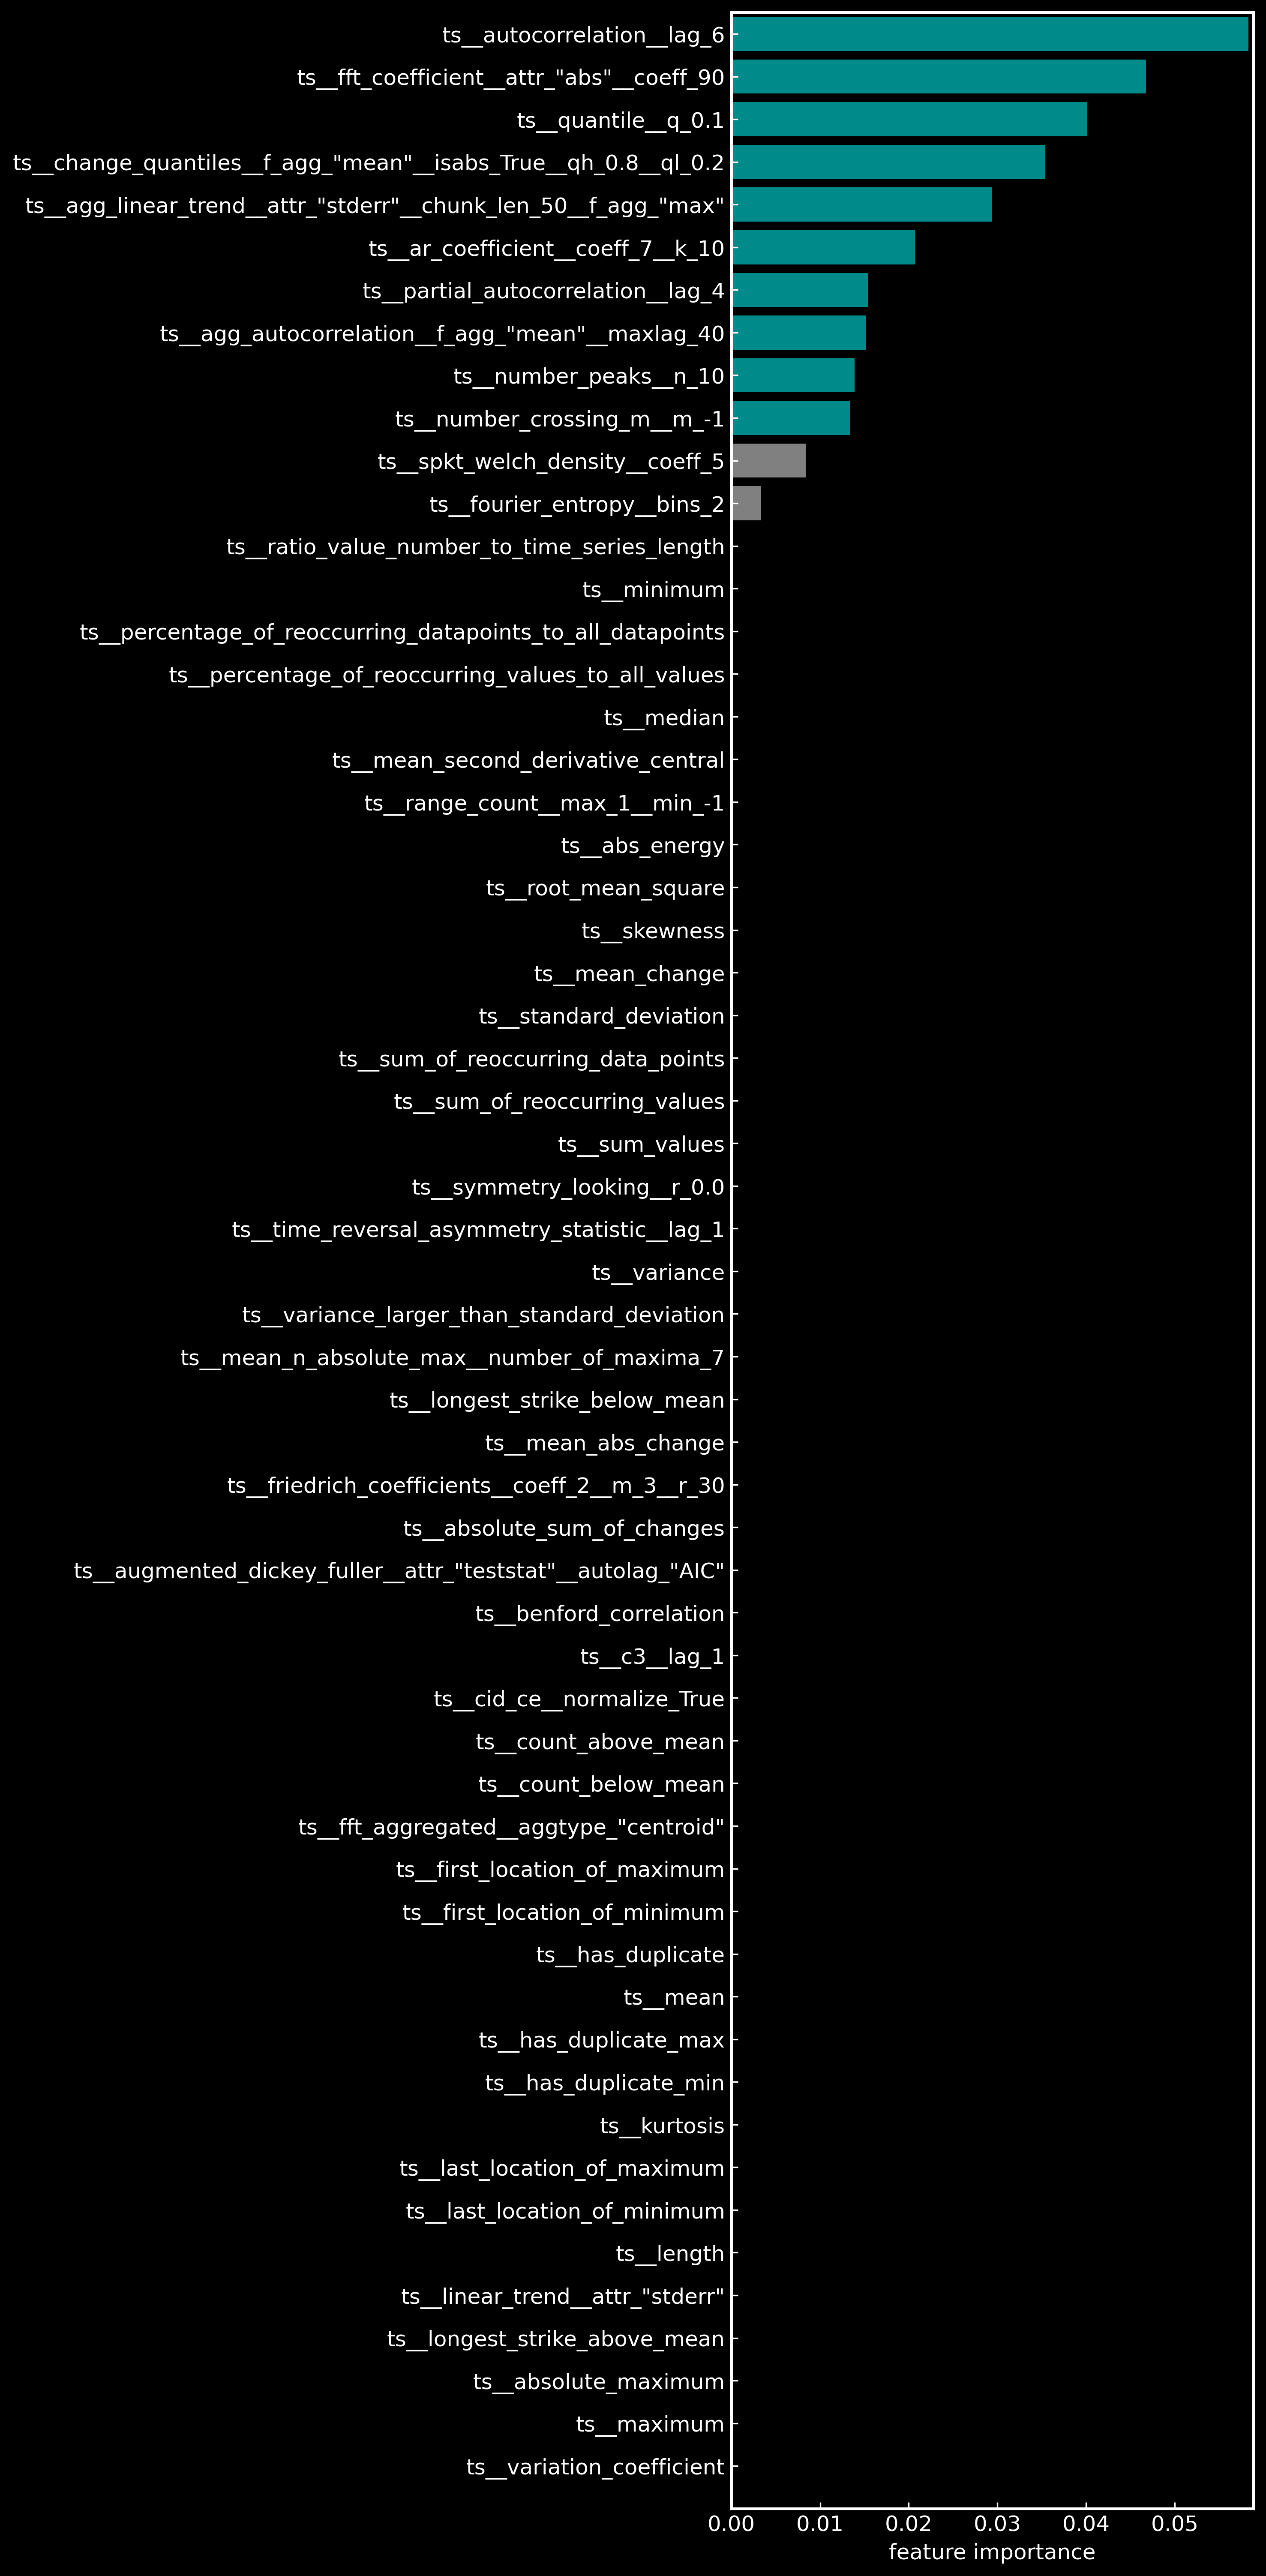 ts__autocorrelation__lag_6
ts__fft_coefficient__attr_"abs"__coeff_90
ts__quantile__q_0.1
ts__change_quantiles__f_agg_"mean"__isabs_True__qh_0.8__ql_0.2
ts__agg_linear_trend__attr_"stderr"__chunk_len_50__f_agg_"max"
ts__ar_coefficient__coeff_7__k_10
ts__partial_autocorrelation__lag_4
ts__agg_autocorrelation__f_agg_"mean"__maxlag_40
ts__number_peaks__n_10
ts__number_crossing_m__m_-1
ts__spkt_welch_density__coeff_5
ts__fourier_entropy__bins_2
ts__ratio_value_number_to_time_series_length
ts__minimum
ts__percentage_of_reoccurring_datapoints_to_all_datapoints
ts__percentage_of_reoccurring_values_to_all_values
ts__median
ts__mean_second_derivative_central
ts__range_count__max_1__min_-1
ts__abs_energy
ts__root_mean_square
ts__skewness
ts__mean_change
ts__standard_deviation
ts__sum_of_reoccurring_data_points
ts__sum_of_reoccurring_values
ts__sum_values
ts__symmetry_looking__r_0.0
ts__time_reversal_asymmetry_statistic__lag_1
ts__variance
ts__variance_larger_than_standard_deviation
ts__mean_n_absolute_max__number_of_maxima_7
ts__longest_strike_below_mean
ts__mean_abs_change
ts__friedrich_coefficients__coeff_2__m_3__r_30
ts__absolute_sum_of_changes
ts__augmented_dickey_fuller__attr_"teststat"__autolag_"AIC"
ts__benford_correlation
ts__c3__lag_1
ts__cid_ce__normalize_True
ts__count_above_mean
ts__count_below_mean
ts__fft_aggregated__aggtype_"centroid"
ts__first_location_of_maximum
ts__first_location_of_minimum
ts__has_duplicate
ts__mean
ts__has_duplicate_max
ts__has_duplicate_min
ts__kurtosis
ts__last_location_of_maximum
ts__last_location_of_minimum
ts__length
ts__linear_trend__attr_"stderr"
ts__longest_strike_above_mean
ts__absolute_maximum
ts__maximum
ts__variation_coefficient
0.00 0.01 0.02 0.03 0.04 0.05
feature importance